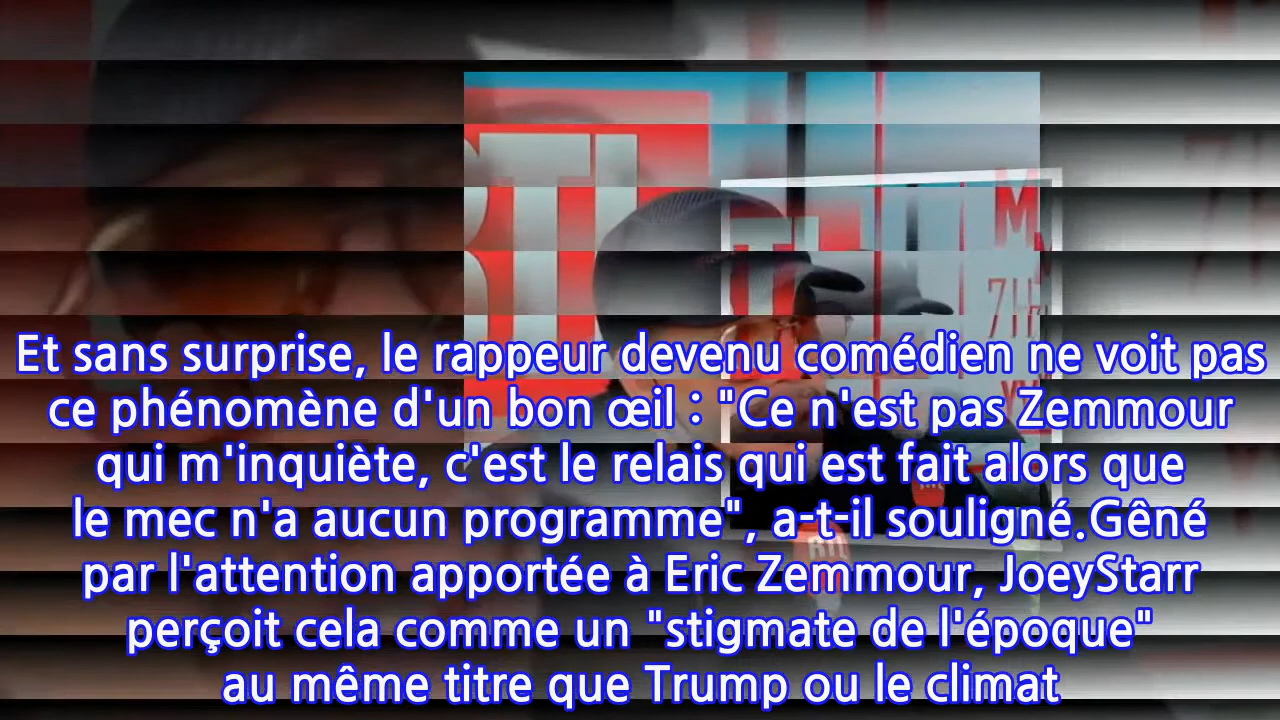 RTL
Et sans surprise, le rappeur devenu comédien ne voit pas
ce phénomène d'un bon œil : "Ce n'est pas Zemmour
qui m'inquiète, c'est le relais qui est fait alors que
le mec n'a aucun programme", a-t-il souligné.Gêné
par l'attention apportée à Eric Zemmour, JoeyStarr
perçoit cela comme un "stigmate de l'époque"
au même titre que Trump ou le climat